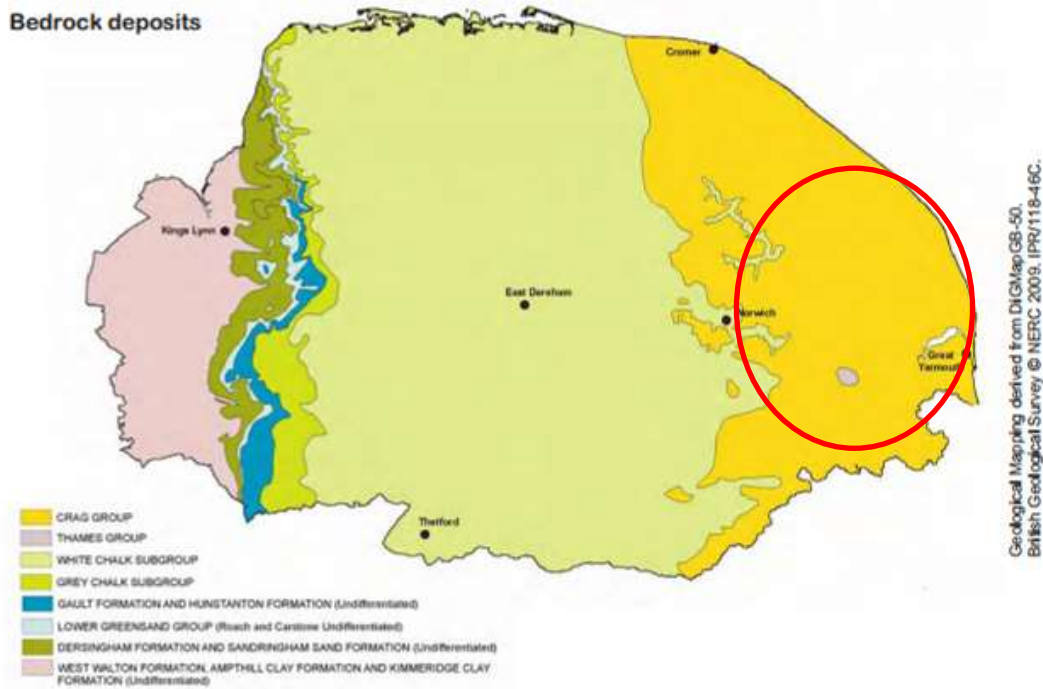 Bedrock deposits
Cromer
Kings Lynn
East Dereham
Norwich
Great
Yarmouth
Thetford
CRAG GROUP
THAMES GROUP
WHITE CHALK SUBGROUP
GREY CHALK SUBGROUP
GAULT FORMATION AND HUNSTANTON FORMATION (Undifferentiated)
LOWER GREENSAND GROUP (Roach and Carstone Undifferentiated)
DERSINGHAM FORMATION AND SANDRINGHAM SAND FORMATION (Undifferentiated)
WEST WALTON FORMATION, AMPTHILL CLAY FORMATION AND KIMMERIDGE CLAY
FORMATION (Undifferentiated)
Geological Mapping derived from DiGMapGB-50.
British Geological Survey © NERC 2009. IPR/118-46C.